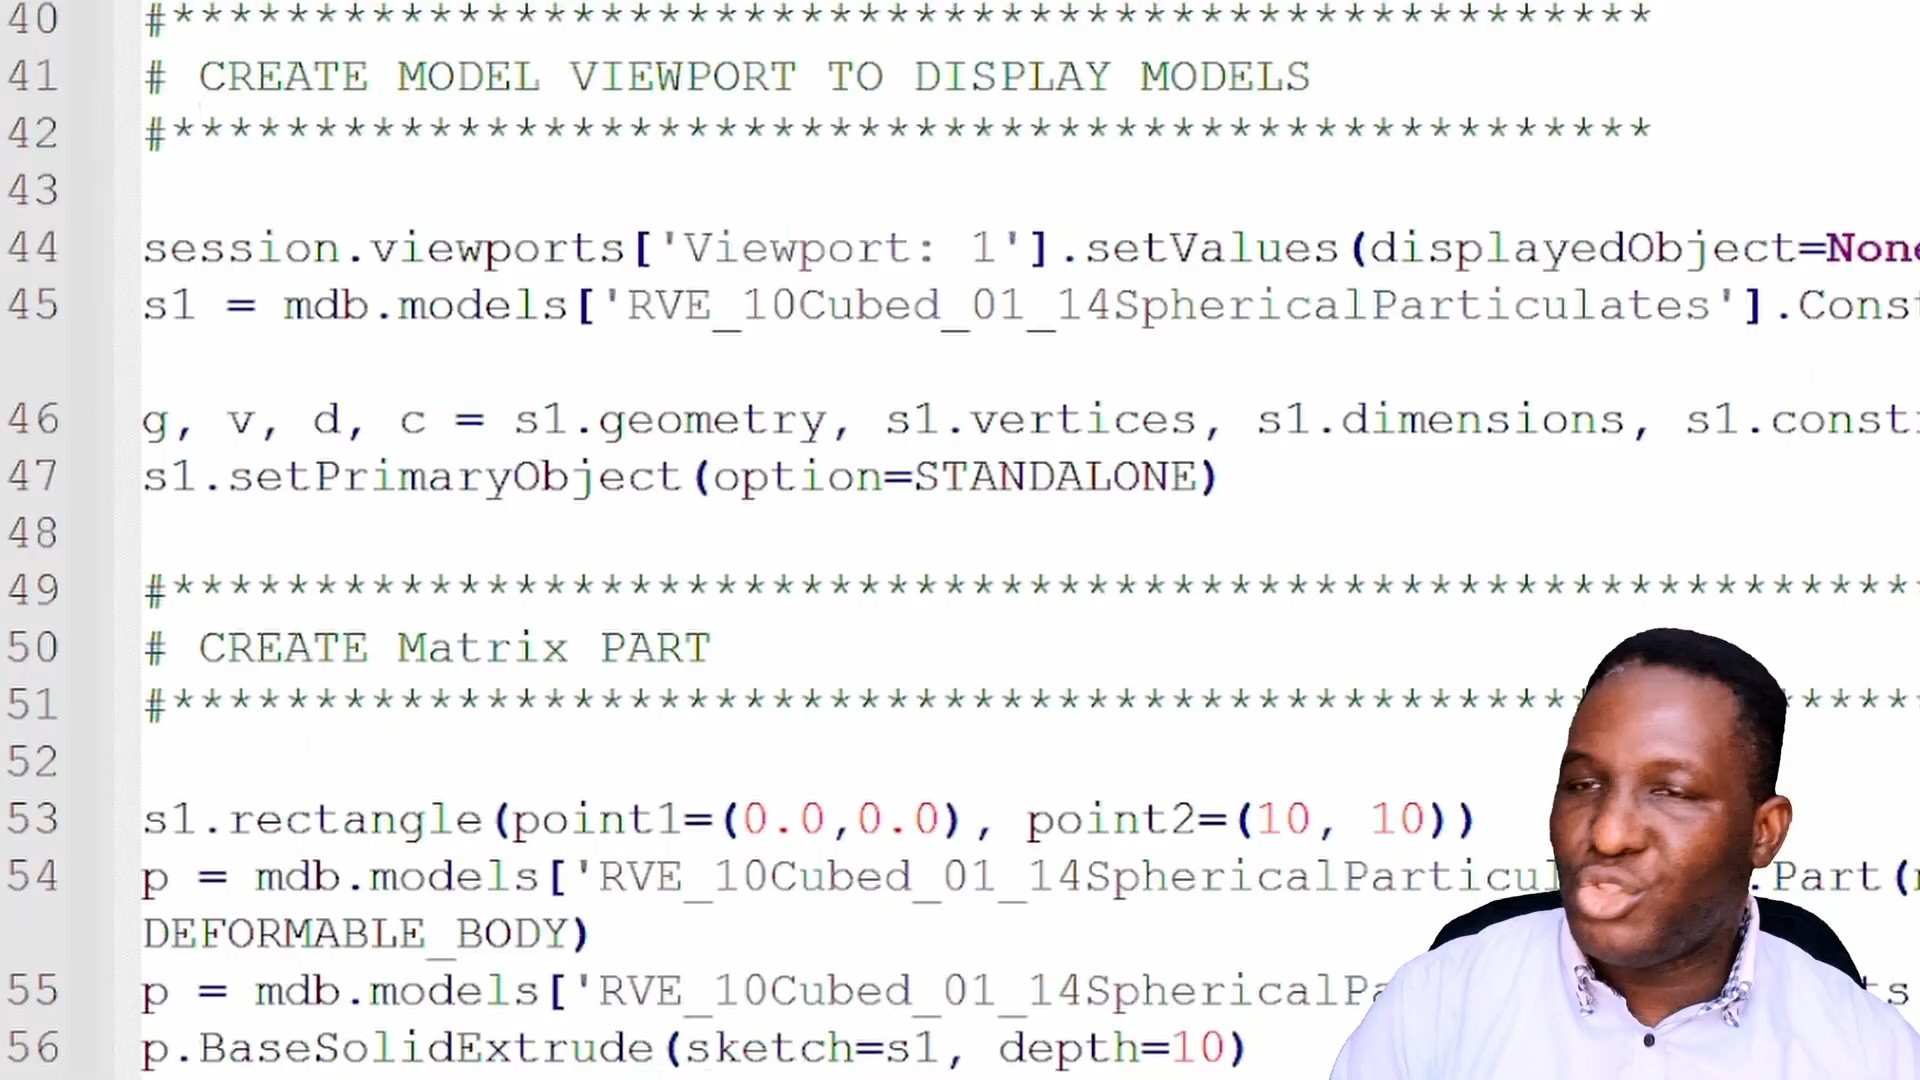 40 #****************************************************
41 # CREATE MODEL VIEWPORT TO DISPLAY MODELS
42 #****************************************************
43
44 session.viewports['Viewport: 1'].setValues(displayedObject=None
45 s1 = mdb.models['RVE_10Cubed_01_14SphericalParticulates'].Cons
46 g, v, d, c = s1.geometry, s1.vertices, s1.dimensions, s1.const
47 s1.setPrimaryObject(option=STANDALONE)
48
49 #**************************************************************
50 # CREATE Matrix PART
51 #**************************************************************
52
53 s1.rectangle(point1=(0.0,0.0), point2=(10, 10))
54 p = mdb.models['RVE_10Cubed_01_14SphericalParticul .Part(
DEFORMABLE_BODY)
55 p = mdb.models['RVE_10Cubed_01_14SphericalPa ts
56 p.BaseSolidExtrude(sketch=s1, depth=10)